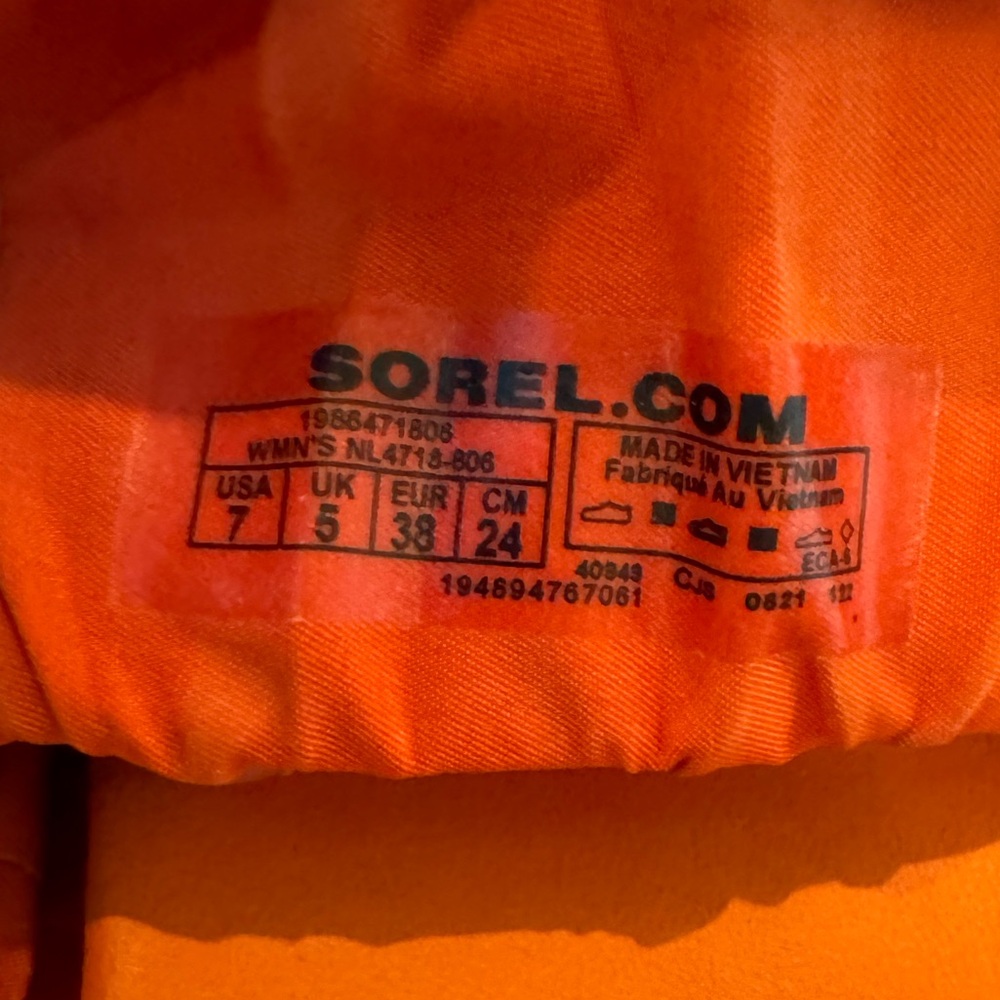 SOREL.COM
1986471806
WMN'S NL4718-806
USA UK EUR CM
7 5 38 24
MADE IN VIETNAM
Fabriqué Au Vietnam
194894767061
0821